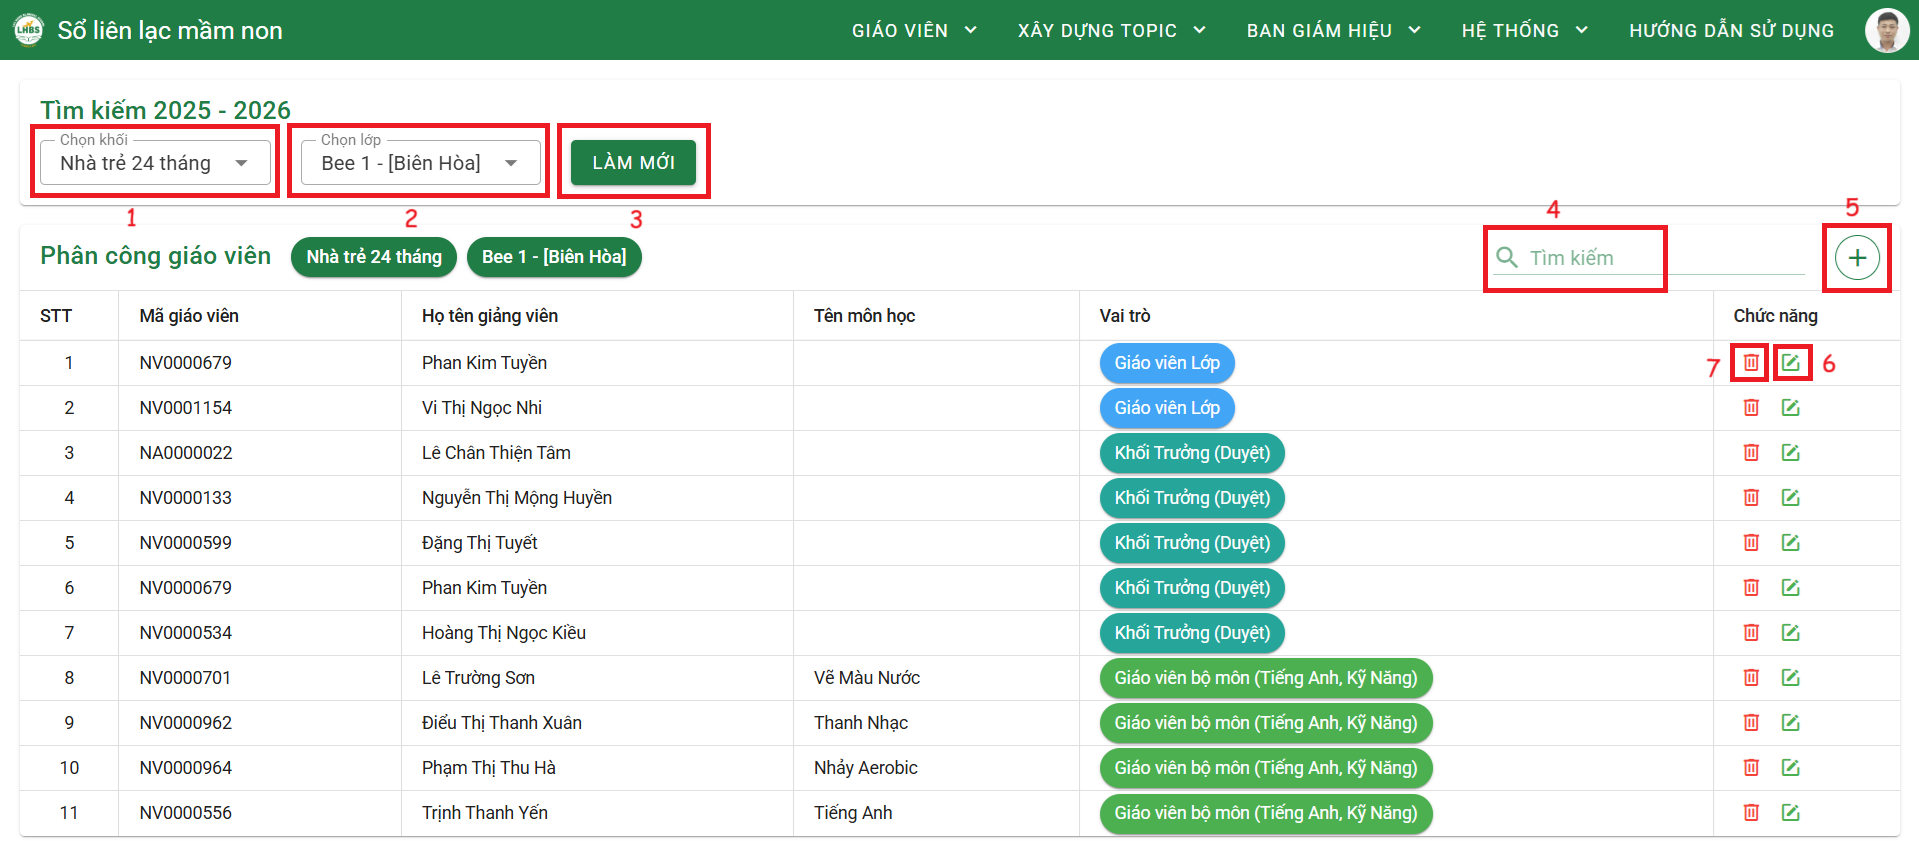 LHBS
Sổ liên lạc mầm non
GIÁO VIÊN
XÂY DỰNG TOPIC
BAN GIÁM HIỆU
HỆ THỐNG
HƯỚNG DẪN SỬ DỤNG
Tìm kiếm 2025 - 2026
Chọn khối
Nhà trẻ 24 tháng
Chọn lớp
Bee 1 - [Biên Hòa]
LÀM MỚI
1
2
3
4
5
Phân công giáo viên
Nhà trẻ 24 tháng
Bee 1 - [Biên Hòa]
Tìm kiếm
STT Mã giáo viên Họ tên giảng viên Tên môn học Vai trò Chức năng
1 NV0000679 Phan Kim Tuyền Giáo viên Lớp 7 6
2 NV0001154 Vi Thị Ngọc Nhi Giáo viên Lớp
3 NA0000022 Lê Chân Thiện Tâm Khối Trưởng (Duyệt)
4 NV0000133 Nguyễn Thị Mộng Huyền Khối Trưởng (Duyệt)
5 NV0000599 Đặng Thị Tuyết Khối Trưởng (Duyệt)
6 NV0000679 Phan Kim Tuyền Khối Trưởng (Duyệt)
7 NV0000534 Hoàng Thị Ngọc Kiều Khối Trưởng (Duyệt)
8 NV0000701 Lê Trường Sơn Vẽ Màu Nước Giáo viên bộ môn (Tiếng Anh, Kỹ Năng)
9 NV0000962 Điểu Thị Thanh Xuân Thanh Nhạc Giáo viên bộ môn (Tiếng Anh, Kỹ Năng)
10 NV0000964 Phạm Thị Thu Hà Nhảy Aerobic Giáo viên bộ môn (Tiếng Anh, Kỹ Năng)
11 NV0000556 Trịnh Thanh Yến Tiếng Anh Giáo viên bộ môn (Tiếng Anh, Kỹ Năng)